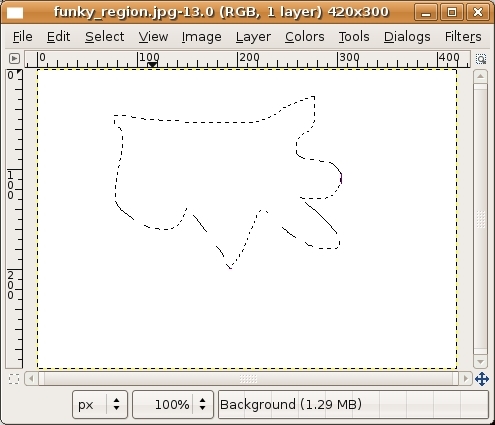 funky_region.jpg-13.0 (RGB, 1 layer) 420x300
File Edit Select View Image Layer Colors Tools Dialogs Filters
0 100 200 300 400
0
100
200
px 100% Background (1.29 MB)